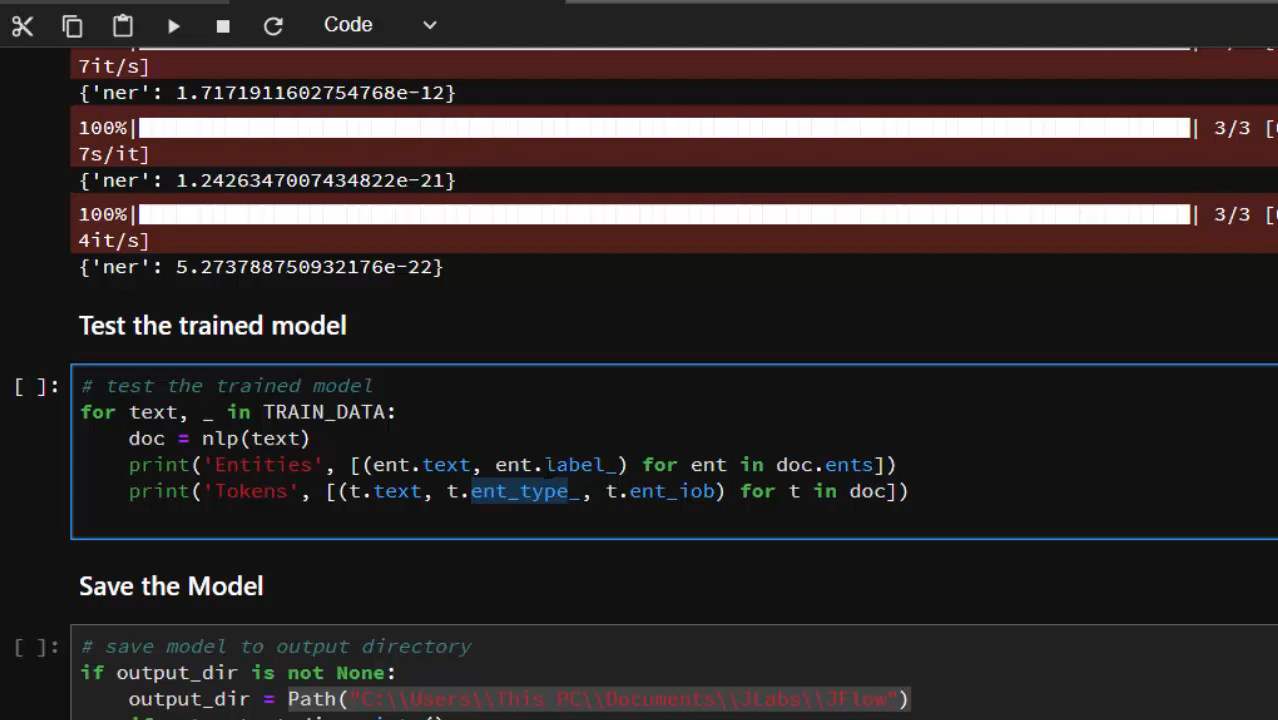 Code
7it/s]
{'ner': 1.7171911602754768e-12}
100%| | 3/3 [
7s/it]
{'ner': 1.2426347007434822e-21}
100%| | 3/3 [
4it/s]
{'ner': 5.273788750932176e-22}
Test the trained model
[ ]: # test the trained model
for text, _ in TRAIN_DATA:
doc = nlp(text)
print('Entities', [(ent.text, ent.label_) for ent in doc.ents])
print('Tokens', [(t.text, t.ent_type_, t.ent_iob) for t in doc])
Save the Model
[ ]: # save model to output directory
if output_dir is not None:
output_dir = Path("C:\\Users\\This PC\\Documents\\JLabs\\JFlow")